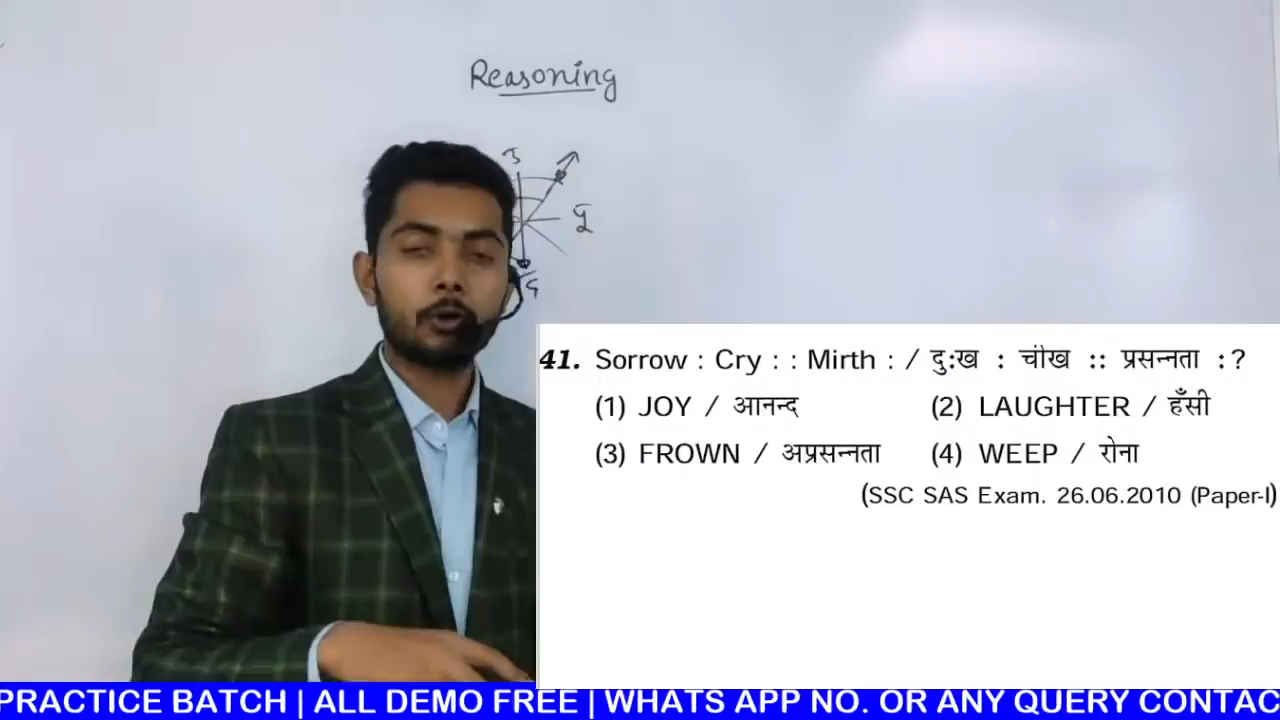 Reasoning
41. Sorrow : Cry : : Mirth : / दुःख : चीख :: प्रसन्नता : ?
(1) JOY / आनन्द (2) LAUGHTER / हँसी
(3) FROWN / अप्रसन्नता (4) WEEP / रोना
(SSC SAS Exam. 26.06.2010 (Paper-I)
PRACTICE BATCH | ALL DEMO FREE | WHATS APP NO. OR ANY QUERY CONTAC